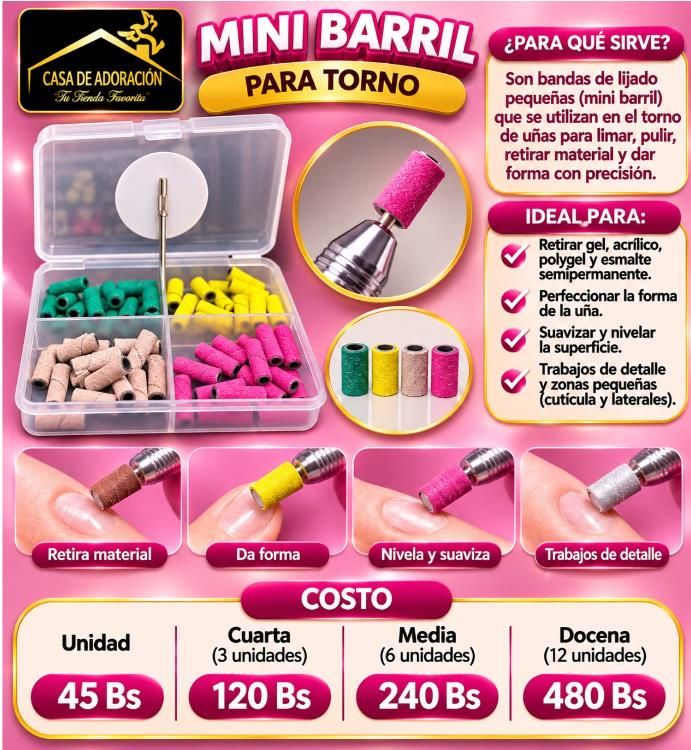 CASA DE ADORACIÓN
"Tu Tienda Favorita"
MINI BARRIL
PARA TORNO
¿PARA QUÉ SIRVE?
Son bandas de lijado
pequeñas (mini barril)
que se utilizan en el torno
de uñas para limar, pulir,
retirar material y dar
forma con precisión.
IDEAL PARA:
Retirar gel, acrílico,
polygel y esmalte
semipermanente.
Perfeccionar la forma
de la uña.
Suavizar y nivelar
la superficie.
Trabajos de detalle
y zonas pequeñas
(cutícula y laterales).
Retira material
Da forma
Nivela y suaviza
Trabajos de detalle
COSTO
Unidad
45 Bs
Cuarta
(3 unidades)
120 Bs
Media
(6 unidades)
240 Bs
Docena
(12 unidades)
480 Bs